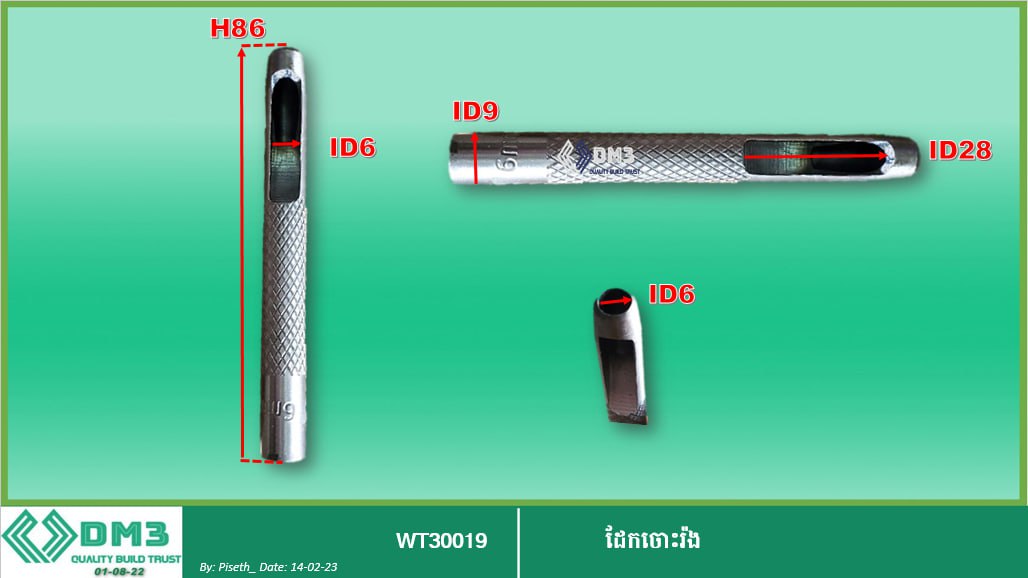 H86
ID9
ID6
ID28
DM3
QUALITY BUILD TRUST
ID6
6m
DM3
QUALITY BUILD TRUST
01-08-22
By: Piseth_ Date: 14-02-23
WT30019
ដែកចោះរ៉ង